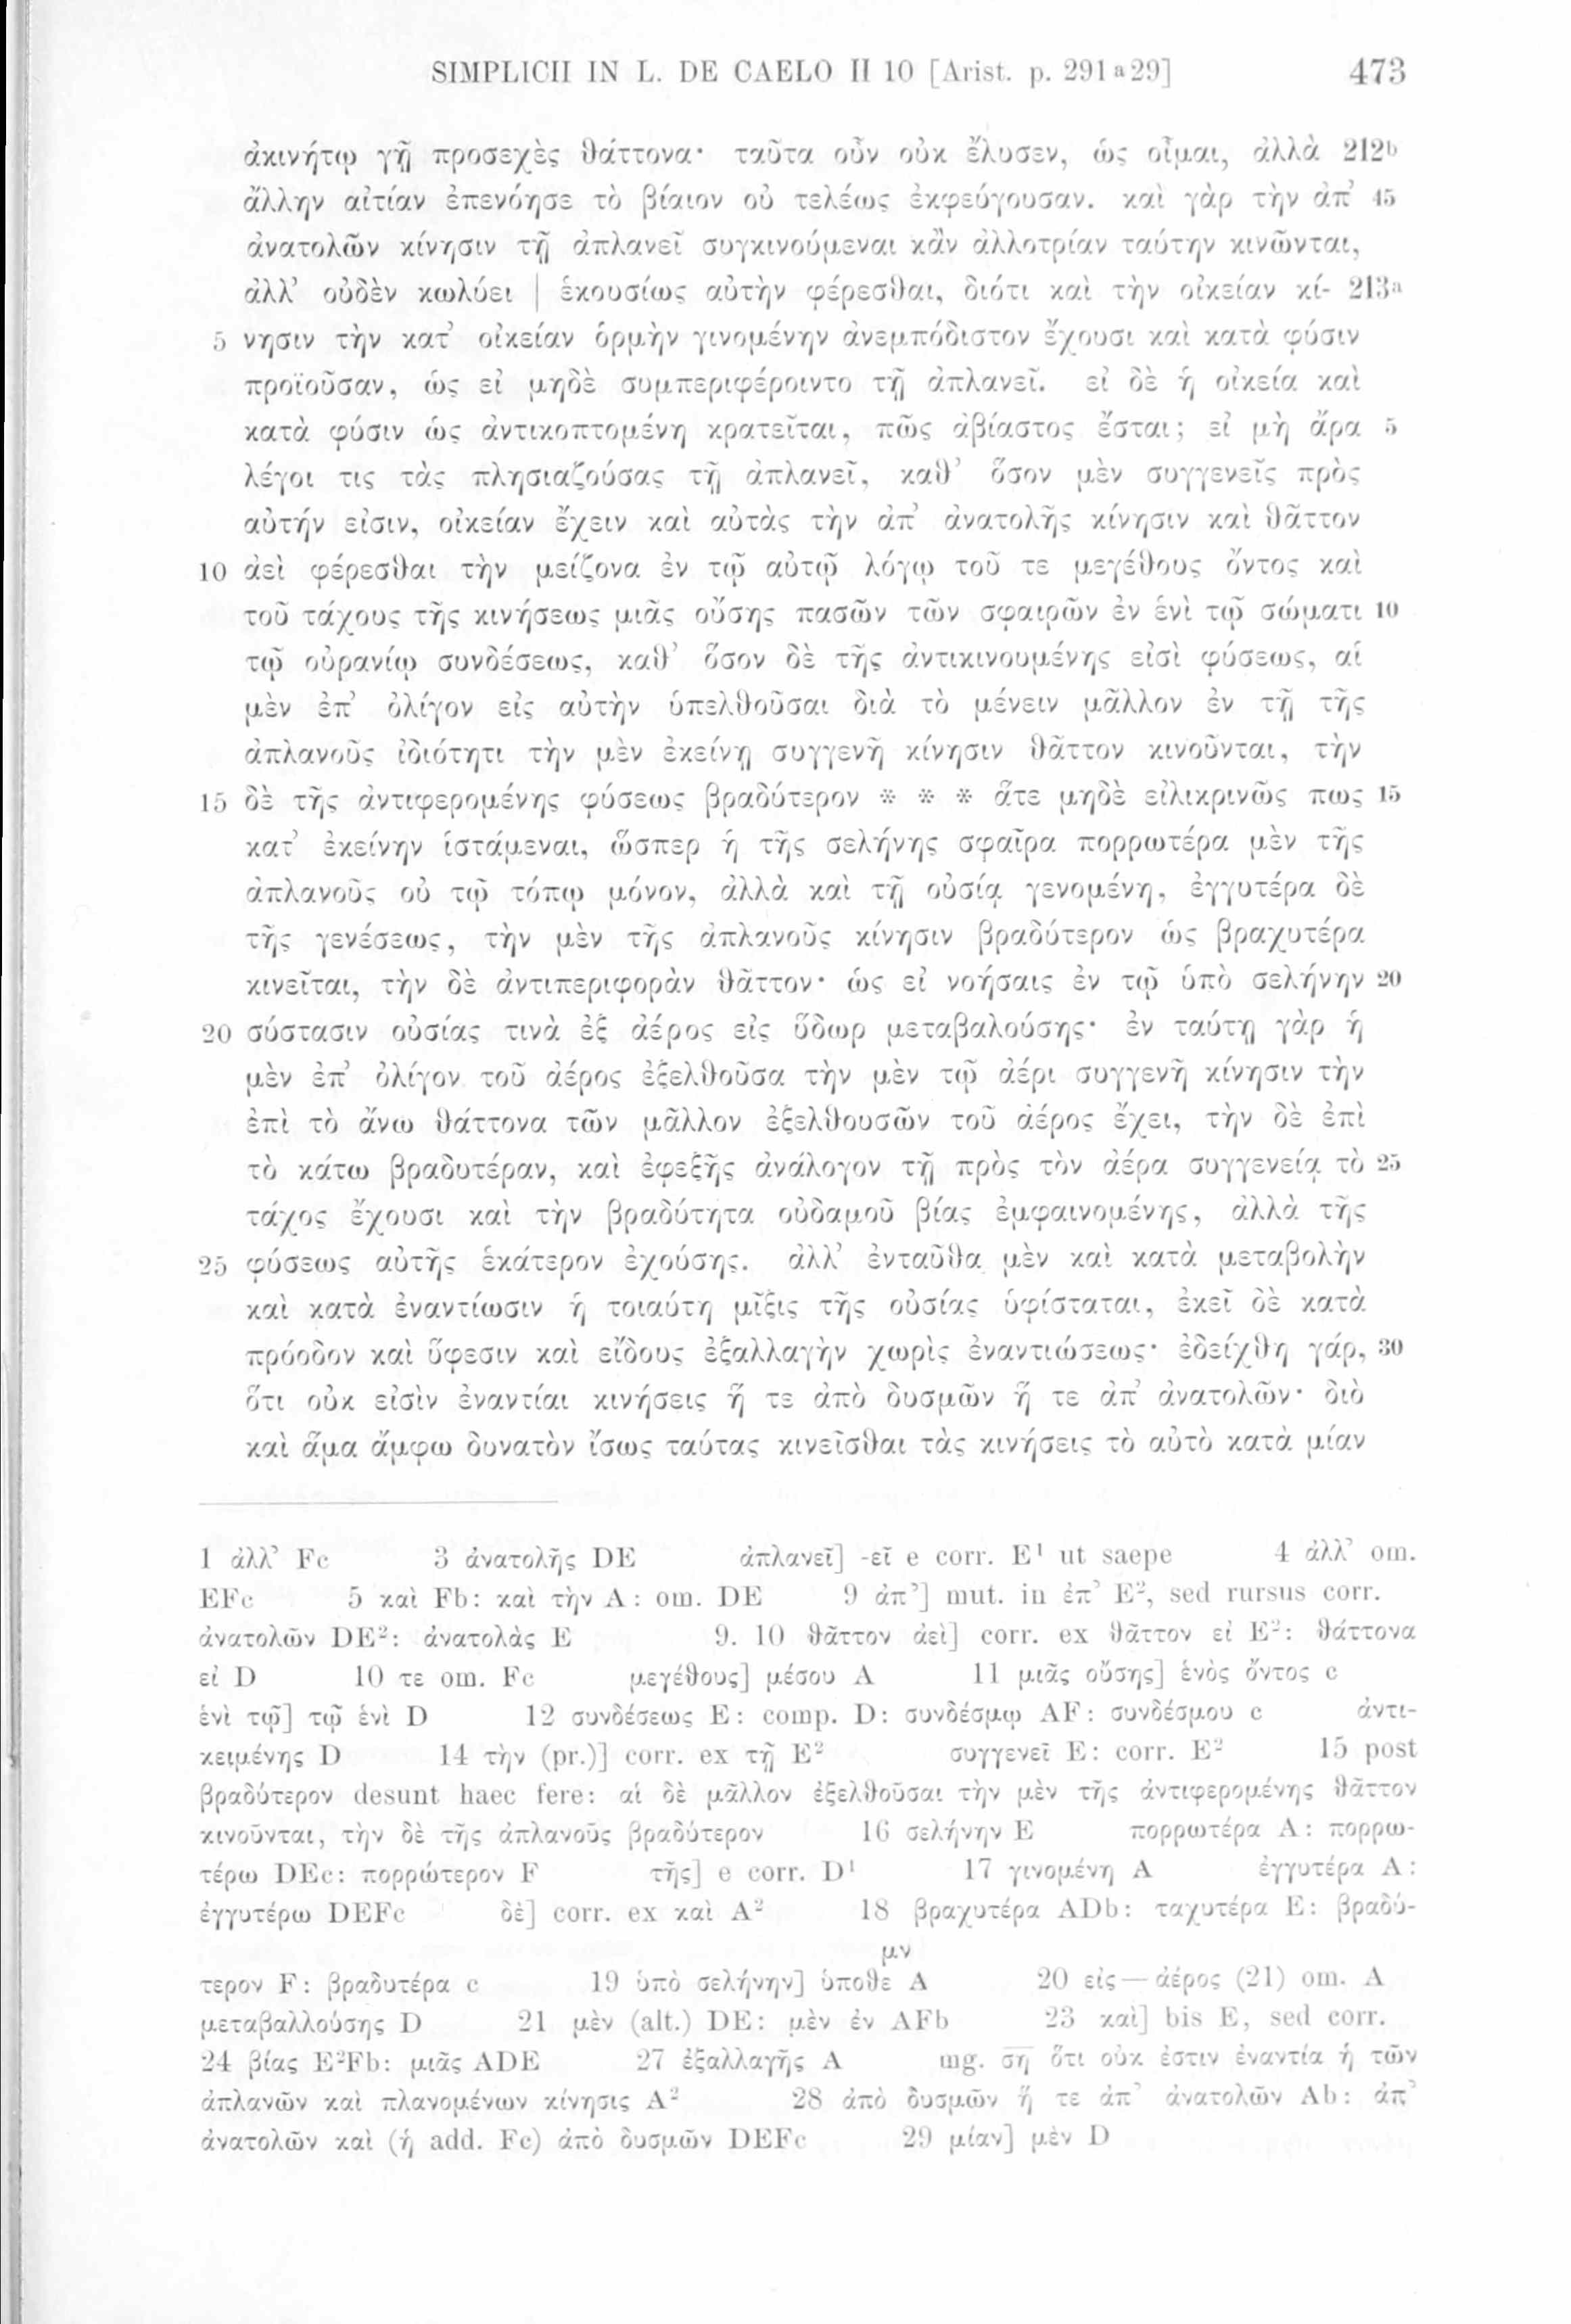 SIMPLICII IN L. DE CAELO II 10 [Arist. p. 291 a 29] 473
ἀκινήτῳ γῇ προσεχὲς θάττονα· ταῦτα οὖν οὐκ ἔλυσεν, ὡς οἶμαι, ἀλλὰ 212b
ἄλλην αἰτίαν ἐπενόησε τὸ βίαιον οὐ τελέως ἐκφεύγουσαν. καὶ γὰρ τὴν ἀπ’ 45
ἀνατολῶν κίνησιν τῇ ἀπλανεῖ συγκινούμεναι κἂν ἀλλοτρίαν ταύτην κινῶνται,
ἀλλ’ οὐδὲν κωλύει | ἑκουσίως αὐτὴν φέρεσθαι, διότι καὶ τὴν οἰκείαν κί- 213a
5 νησιν τὴν κατ’ οἰκείαν ὁρμὴν γινομένην ἀνεμπόδιστον ἔχουσι καὶ κατὰ φύσιν
προϊοῦσαν, ὡς εἰ μηδὲ συμπεριφέροιντο τῇ ἀπλανεῖ. εἰ δὲ ἡ οἰκεία καὶ
κατὰ φύσιν ὡς ἀντικοπτομένη κρατεῖται, πῶς ἀβίαστος ἔσται; εἰ μὴ ἄρα 5
λέγοι τις τὰς πλησιαζούσας τῇ ἀπλανεῖ, καθ’ ὅσον μὲν συγγενεῖς πρὸς
αὐτήν εἰσιν, οἰκείαν ἔχειν καὶ αὐτὰς τὴν ἀπ’ ἀνατολῆς κίνησιν καὶ θᾶττον
10 ἀεὶ φέρεσθαι τὴν μείζονα ἐν τῷ αὐτῷ λόγῳ τοῦ τε μεγέθους ὄντος καὶ
τοῦ τάχους τῆς κινήσεως μιᾶς οὔσης πασῶν τῶν σφαιρῶν ἐν ἑνὶ τῷ σώματι 10
τῷ οὐρανίῳ συνδέσεως, καθ’ ὅσον δὲ τῆς ἀντικινουμένης εἰσὶ φύσεως, αἱ
μὲν ἐπ’ ὀλίγον εἰς αὐτὴν ὑπελθοῦσαι διὰ τὸ μένειν μᾶλλον ἐν τῇ τῆς
ἀπλανοῦς ἰδιότητι τὴν μὲν ἐκείνῃ συγγενῆ κίνησιν θᾶττον κινοῦνται, τὴν
15 δὲ τῆς ἀντιφερομένης φύσεως βραδύτερον * * * ἅτε μηδὲ εἰλικρινῶς πως 15
κατ’ ἐκείνην ἱστάμεναι, ὥσπερ ἡ τῆς σελήνης σφαῖρα πορρωτέρα μὲν τῆς
ἀπλανοῦς οὐ τῷ τόπῳ μόνον, ἀλλὰ καὶ τῇ οὐσίᾳ γενομένη, ἐγγυτέρα δὲ
τῆς γενέσεως, τὴν μὲν τῆς ἀπλανοῦς κίνησιν βραδύτερον ὡς βραχυτέρα
κινεῖται, τὴν δὲ ἀντιπεριφορὰν θᾶττον· ὡς εἰ νοήσαις ἐν τῷ ὑπὸ σελήνην 20
20 σύστασιν οὐσίας τινὰ ἐξ ἀέρος εἰς ὕδωρ μεταβαλούσης· ἐν ταύτῃ γὰρ ἡ
μὲν ἐπ’ ὀλίγον τοῦ ἀέρος ἐξελθοῦσα τὴν μὲν τῷ ἀέρι συγγενῆ κίνησιν τὴν
ἐπὶ τὸ ἄνω θάττονα τῶν μᾶλλον ἐξελθουσῶν τοῦ ἀέρος ἔχει, τὴν δὲ ἐπὶ
τὸ κάτω βραδυτέραν, καὶ ἐφεξῆς ἀνάλογον τῇ πρὸς τὸν ἀέρα συγγενείᾳ τὸ 25
τάχος ἔχουσι καὶ τὴν βραδύτητα οὐδαμοῦ βίας ἐμφαινομένης, ἀλλὰ τῆς
25 φύσεως αὐτῆς ἑκάτερον ἐχούσης. ἀλλ’ ἐνταῦθα μὲν καὶ κατὰ μεταβολὴν
καὶ κατὰ ἐναντίωσιν ἡ τοιαύτη μῖξις τῆς οὐσίας ὑφίσταται, ἐκεῖ δὲ κατὰ
πρόοδον καὶ ὕφεσιν καὶ εἴδους ἐξαλλαγὴν χωρὶς ἐναντιώσεως· ἐδείχθη γάρ, 30
ὅτι οὐκ εἰσὶν ἐναντίαι κινήσεις ἥ τε ἀπὸ δυσμῶν ἥ τε ἀπ’ ἀνατολῶν· διὸ
καὶ ἅμα ἄμφω δυνατὸν ἴσως ταύτας κινεῖσθαι τὰς κινήσεις τὸ αὐτὸ κατὰ μίαν
1 ἀλλ’ Fc 3 ἀνατολῆς DE ἀπλανεῖ] -εῖ e corr. E¹ ut saepe 4 ἀλλ’ om.
EFc 5 καὶ Fb: καὶ τὴν A: om. DE 9 ἀπ’] mut. in ἐπ’ E², sed rursus corr.
ἀνατολῶν DE²: ἀνατολὰς E 9. 10 θᾶττον ἀεὶ] corr. ex θᾶττον εἰ E²: θάττονα
εἰ D 10 τε om. Fc μεγέθους] μέσου A 11 μιᾶς οὔσης] ἑνὸς ὄντος c
ἑνὶ τῷ] τῷ ἑνὶ D 12 συνδέσεως E: comp. D: συνδέσμῳ AF: συνδέσμου c ἀντι-
κειμένης D 14 τὴν (pr.)] corr. ex τῇ E² συγγενεῖ E: corr. E² 15 post
βραδύτερον desunt haec fere: αἱ δὲ μᾶλλον ἐξελθοῦσαι τὴν μὲν τῆς ἀντιφερομένης θᾶττον
κινοῦνται, τὴν δὲ τῆς ἀπλανοῦς βραδύτερον 16 σελήνην E πορρωτέρα A: πορρω-
τέρω DEc: πορρώτερον F τῆς] e corr. D¹ 17 γινομένη A ἐγγυτέρα A:
ἐγγυτέρω DEFc δὲ] corr. ex καὶ A² 18 βραχυτέρα ADb: ταχυτέρα E: βραδύ-
τερον F: βραδυτέρα c 19 ὑπὸ σελήνην] ὑποθεμν A 20 εἰς — ἀέρος (21) om. A
μεταβαλλούσης D 21 μὲν (alt.) DE: μὲν ἐν AFb 23 καὶ] bis E, sed corr.
24 βίας E²Fb: μιᾶς ADE 27 ἐξαλλαγῆς A mg. ση ὅτι οὐκ ἐστιν ἐναντία ἡ τῶν
ἀπλανῶν καὶ πλανομένων κίνησις A² 28 ἀπὸ δυσμῶν ἥ τε ἀπ’ ἀνατολῶν Ab: ἀπ’
ἀνατολῶν καὶ (ἡ add. Fc) ἀπὸ δυσμῶν DEFc 29 μίαν] μὲν D